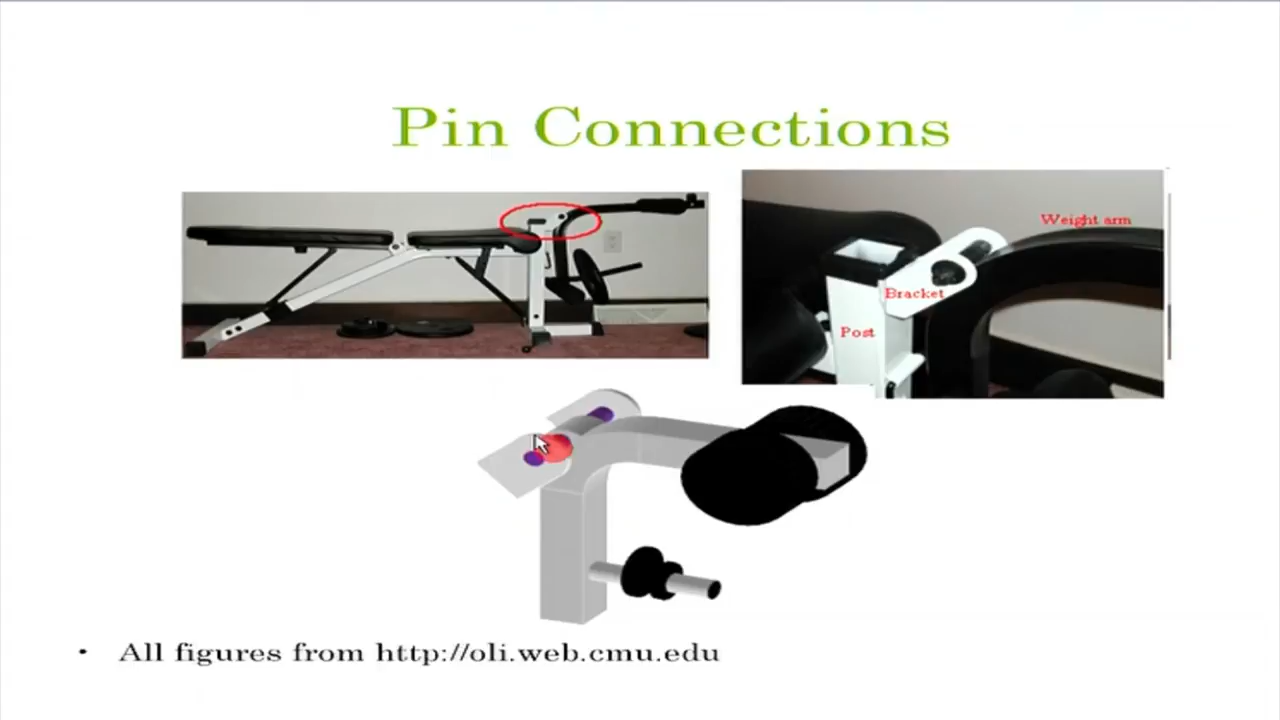 Pin Connections
Weight arm
Bracket
Post
• All figures from http://oli.web.cmu.edu